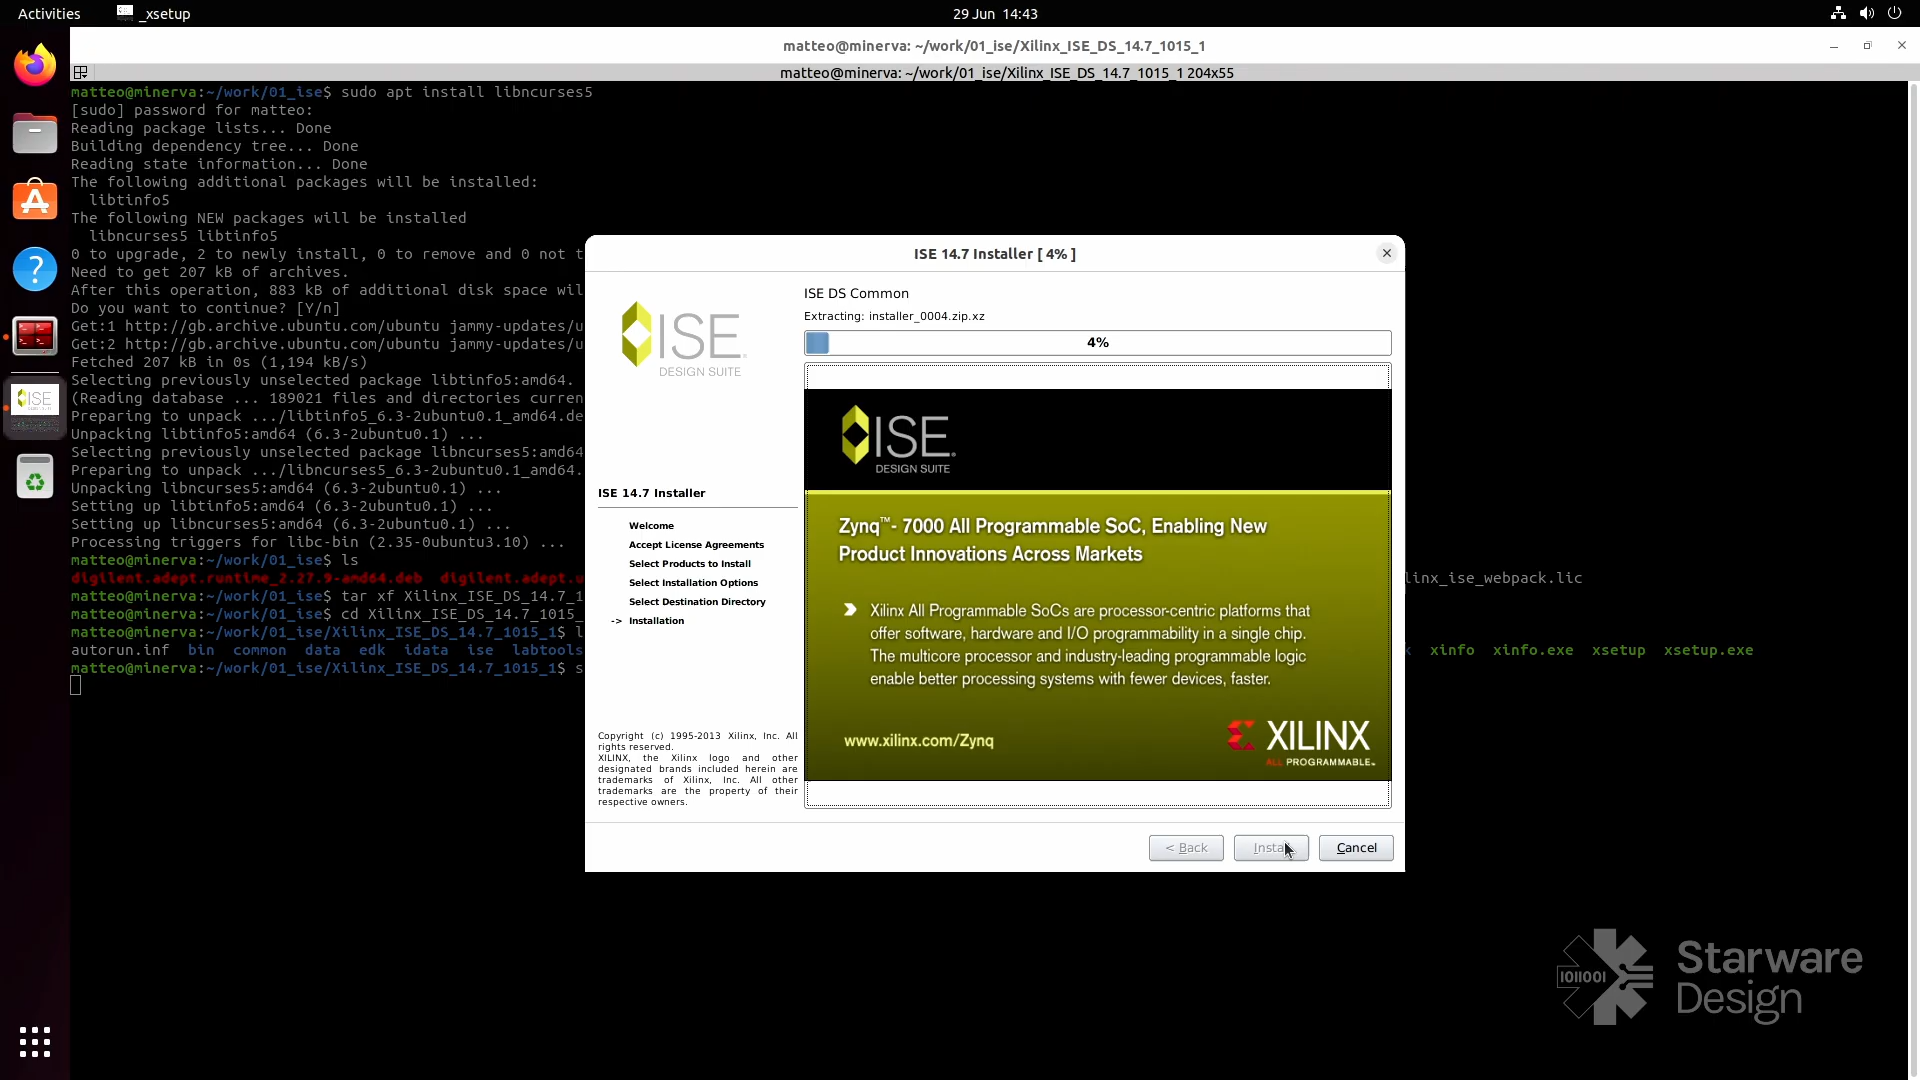 Activities
_xsetup
29 Jun 14:43
matteo@minerva: ~/work/01_ise/Xilinx_ISE_DS_14.7_1015_1
matteo@minerva: ~/work/01_ise/Xilinx_ISE_DS_14.7_1015_1 204x55
matteo@minerva:~/work/01_ise$ sudo apt install libncurses5
[sudo] password for matteo:
Reading package lists... Done
Building dependency tree... Done
Reading state information... Done
The following additional packages will be installed:
libtinfo5
The following NEW packages will be installed
libncurses5 libtinfo5
0 to upgrade, 2 to newly install, 0 to remove and 0 not t
Need to get 207 kB of archives.
After this operation, 883 kB of additional disk space wil
Do you want to continue? [Y/n]
Get:1 http://gb.archive.ubuntu.com/ubuntu jammy-updates/u
Get:2 http://gb.archive.ubuntu.com/ubuntu jammy-updates/u
Fetched 207 kB in 0s (1,194 kB/s)
Selecting previously unselected package libtinfo5:amd64.
(Reading database ... 189021 files and directories curren
Preparing to unpack .../libtinfo5_6.3-2ubuntu0.1_amd64.de
Unpacking libtinfo5:amd64 (6.3-2ubuntu0.1) ...
Selecting previously unselected package libncurses5:amd64
Preparing to unpack .../libncurses5_6.3-2ubuntu0.1_amd64.
Unpacking libncurses5:amd64 (6.3-2ubuntu0.1) ...
Setting up libtinfo5:amd64 (6.3-2ubuntu0.1) ...
Setting up libncurses5:amd64 (6.3-2ubuntu0.1) ...
Processing triggers for libc-bin (2.35-0ubuntu3.10) ...
matteo@minerva:~/work/01_ise$ ls
digilent.adept.runtime_2.27.9-amd64.deb digilent.adept.u
linx_ise_webpack.lic
matteo@minerva:~/work/01_ise$ tar xf Xilinx_ISE_DS_14.7_1
matteo@minerva:~/work/01_ise$ cd Xilinx_ISE_DS_14.7_1015_
matteo@minerva:~/work/01_ise/Xilinx_ISE_DS_14.7_1015_1$ l
autorun.inf bin common data edk idata ise labtools
k xinfo xinfo.exe xsetup xsetup.exe
matteo@minerva:~/work/01_ise/Xilinx_ISE_DS_14.7_1015_1$ s
ISE 14.7 Installer [ 4% ]
ISE
DESIGN SUITE
ISE 14.7 Installer
Welcome
Accept License Agreements
Select Products to Install
Select Installation Options
Select Destination Directory
-> Installation
Copyright (c) 1995-2013 Xilinx, Inc. All
rights reserved.
XILINX, the Xilinx logo and other
designated brands included herein are
trademarks of Xilinx, Inc. All other
trademarks are the property of their
respective owners.
ISE DS Common
Extracting: installer_0004.zip.xz
4%
ISE
DESIGN SUITE
Zynq™- 7000 All Programmable SoC, Enabling New
Product Innovations Across Markets
Xilinx All Programmable SoCs are processor-centric platforms that
offer software, hardware and I/O programmability in a single chip.
The multicore processor and industry-leading programmable logic
enable better processing systems with fewer devices, faster.
www.xilinx.com/Zynq
XILINX
ALL PROGRAMMABLE™
< Back
Cancel
1011001
Starware
Design